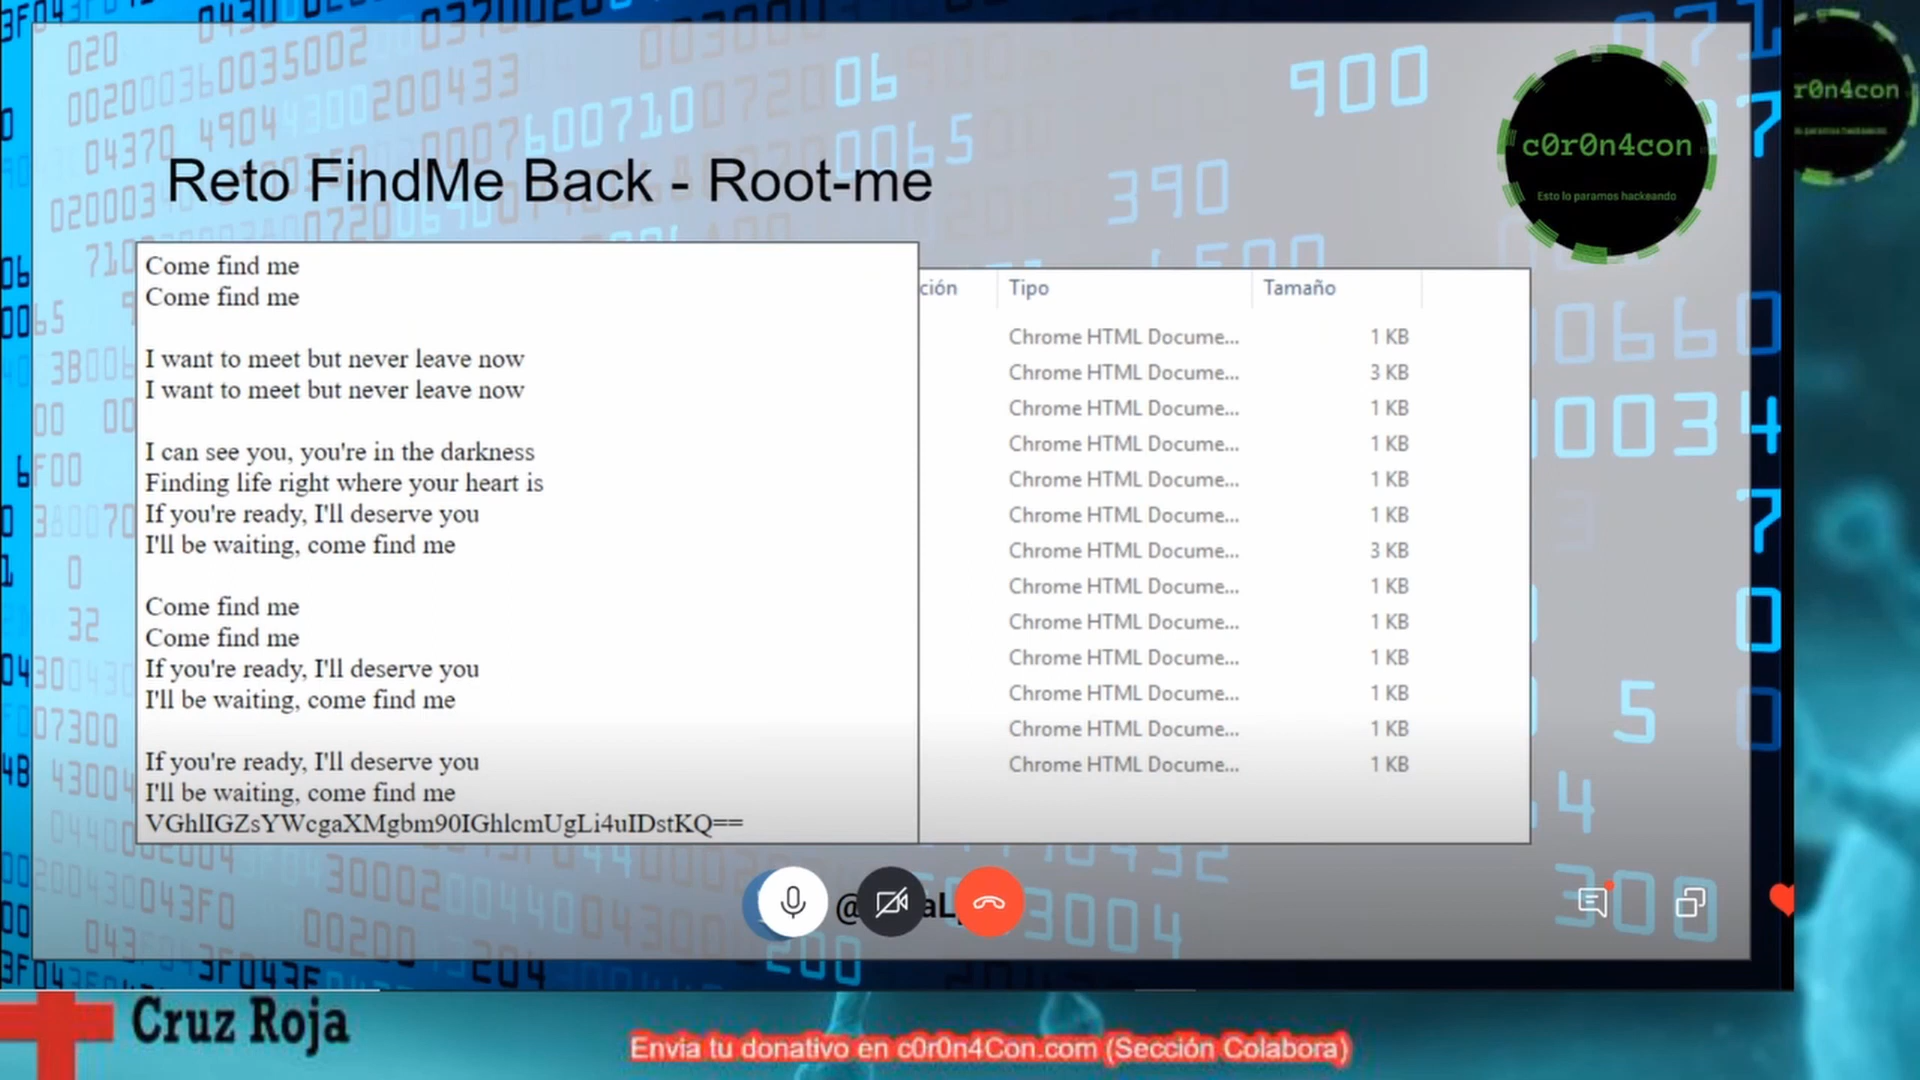 Reto FindMe Back - Root-me
c0r0n4con
Esto lo paramos hackeando
r0n4con
Come find me
Come find me
I want to meet but never leave now
I want to meet but never leave now
I can see you, you're in the darkness
Finding life right where your heart is
If you're ready, I'll deserve you
I'll be waiting, come find me
Come find me
Come find me
If you're ready, I'll deserve you
I'll be waiting, come find me
If you're ready, I'll deserve you
I'll be waiting, come find me
VGhlIGZsYWcgaXMgbm90IGhlcmUgLi4uIDstKQ==
ción Tipo Tamaño
Chrome HTML Docume... 1 KB
Chrome HTML Docume... 3 KB
Chrome HTML Docume... 1 KB
Chrome HTML Docume... 1 KB
Chrome HTML Docume... 1 KB
Chrome HTML Docume... 1 KB
Chrome HTML Docume... 3 KB
Chrome HTML Docume... 1 KB
Chrome HTML Docume... 1 KB
Chrome HTML Docume... 1 KB
Chrome HTML Docume... 1 KB
Chrome HTML Docume... 1 KB
Chrome HTML Docume... 1 KB
Cruz Roja
Envia tu donativo en c0r0n4Con.com (Sección Colabora)